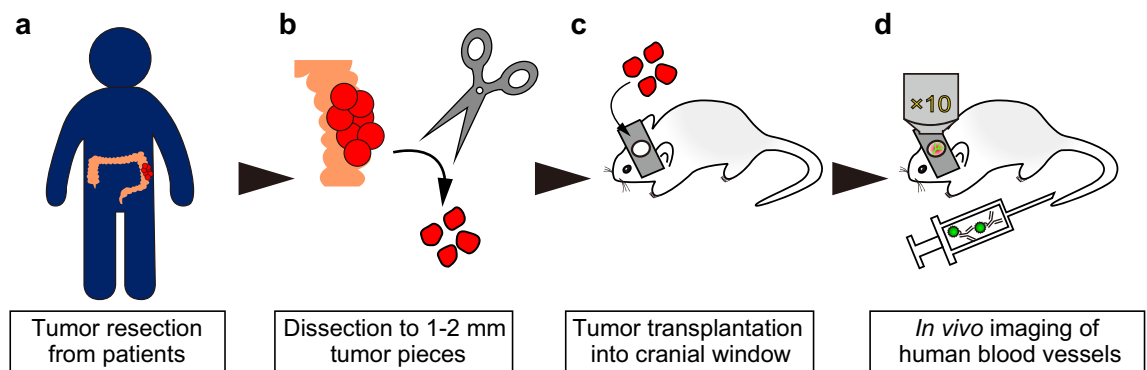 a
b
c
d
×10
Tumor resection
from patients
Dissection to 1-2 mm
tumor pieces
Tumor transplantation
into cranial window
In vivo imaging of
human blood vessels